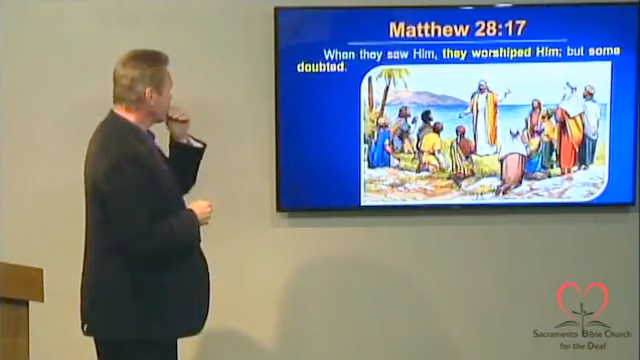 Matthew 28:17
When they saw Him, they worshiped Him; but some
doubted.
Sacramento Bible Church
for the Deaf